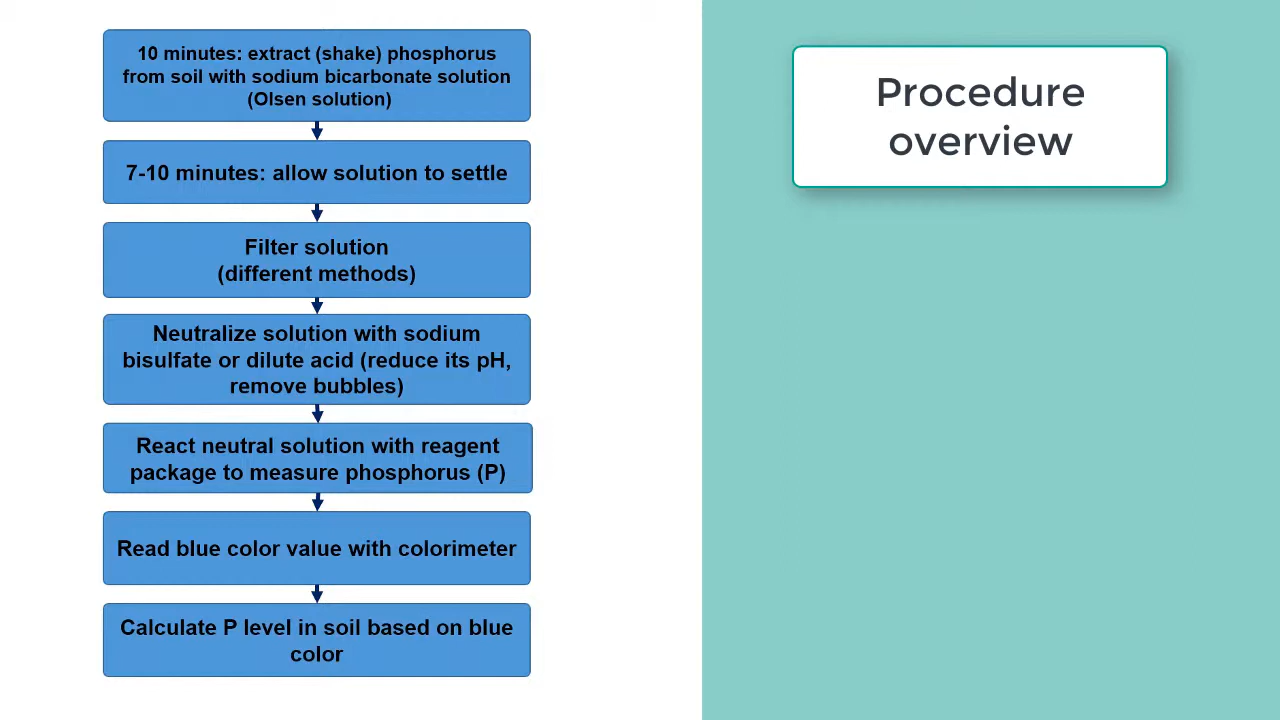 10 minutes: extract (shake) phosphorus
from soil with sodium bicarbonate solution
(Olsen solution)
7-10 minutes: allow solution to settle
Filter solution
(different methods)
Neutralize solution with sodium
bisulfate or dilute acid (reduce its pH,
remove bubbles)
React neutral solution with reagent
package to measure phosphorus (P)
Read blue color value with colorimeter
Calculate P level in soil based on blue
color
Procedure
overview